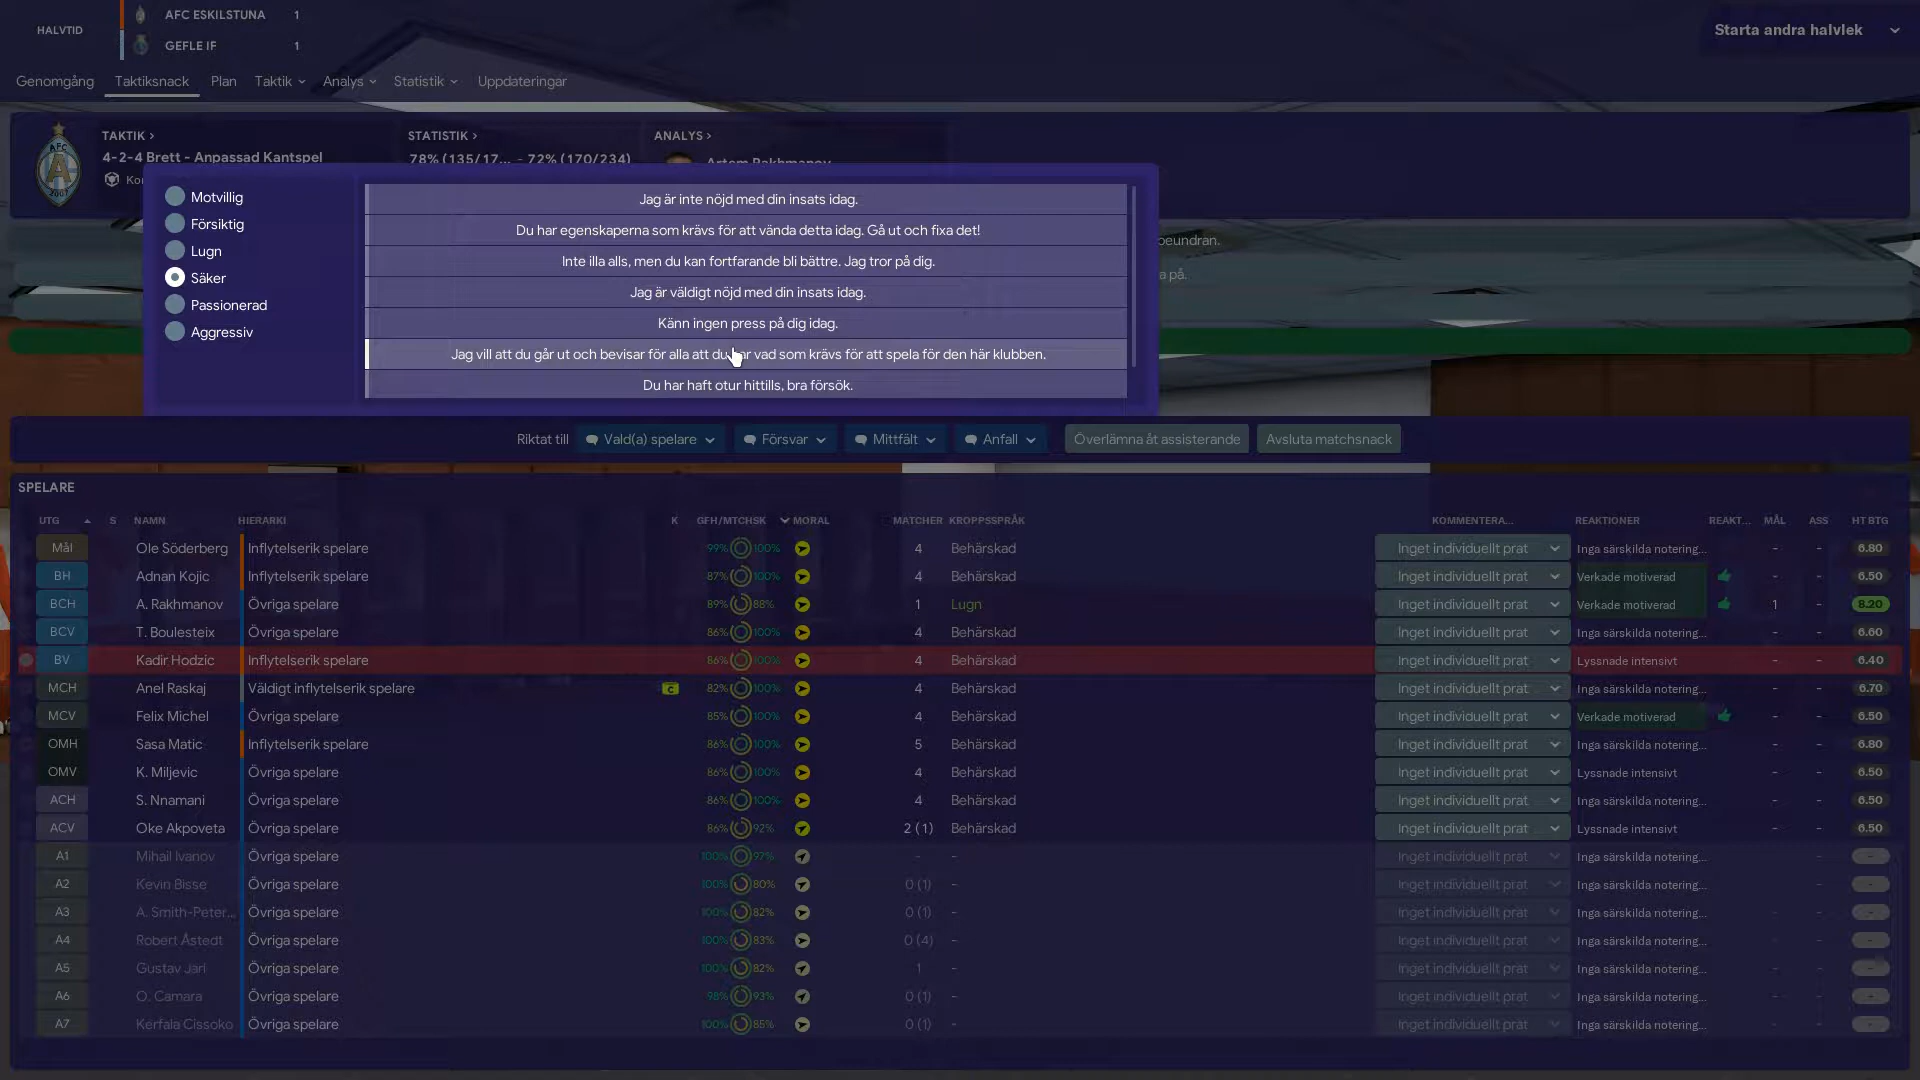 HALVTID
AFC ESKILSTUNA 1
GEFLE IF 1
Starta andra halvlek
Genomgång Taktiksnack Plan Taktik Analys Statistik Uppdateringar
TAKTIK > STATISTIK > ANALYS >
4-2-4 Brett - Anpassad Kantspel 78% (135/17... - 72% (170/234) Artem Rakhmanov
Motvillig
Försiktig
Lugn
Säker
Passionerad
Aggressiv
Jag är inte nöjd med din insats idag.
Du har egenskaperna som krävs för att vända detta idag. Gå ut och fixa det!
Inte illa alls, men du kan fortfarande bli bättre. Jag tror på dig.
Jag är väldigt nöjd med din insats idag.
Känn ingen press på dig idag.
Jag vill att du går ut och bevisar för alla att du har vad som krävs för att spela för den här klubben.
Du har haft otur hittills, bra försök.
beundran.
a på.
Riktat till Vald(a) spelare Försvar Mittfält Anfall Överlämna åt assisterande Avsluta matchsnack
SPELARE
UTG S NAMN HIERARKI K GFH/MTCHSK MORAL MATCHER KROPPSSPRÅK KOMMENTERA... REAKTIONER REAKT... MÅL ASS HT BTG
Mål Ole Söderberg Inflytelserik spelare 99% 100% 4 Behärskad Inget individuellt prat Inga särskilda notering... - - 6.80
BH Adnan Kojic Inflytelserik spelare 87% 100% 4 Behärskad Inget individuellt prat Verkade motiverad - - 6.50
BCH A. Rakhmanov Övriga spelare 89% 88% 1 Lugn Inget individuellt prat Verkade motiverad 1 - 8.20
BCV T. Boulesteix Övriga spelare 86% 100% 4 Behärskad Inget individuellt prat Inga särskilda notering... - - 6.60
BV Kadir Hodzic Inflytelserik spelare 86% 100% 4 Behärskad Inget individuellt prat Lyssnade intensivt - - 6.40
MCH Anel Raskaj Väldigt inflytelserik spelare C 82% 100% 4 Behärskad Inget individuellt prat Inga särskilda notering... - - 6.70
MCV Felix Michel Övriga spelare 85% 100% 4 Behärskad Inget individuellt prat Verkade motiverad - - 6.50
OMH Sasa Matic Inflytelserik spelare 86% 100% 5 Behärskad Inget individuellt prat Inga särskilda notering... - - 6.80
OMV K. Miljevic Övriga spelare 86% 100% 4 Behärskad Inget individuellt prat Lyssnade intensivt - - 6.50
ACH S. Nnamani Övriga spelare 86% 100% 4 Behärskad Inget individuellt prat Inga särskilda notering... - - 6.50
ACV Oke Akpoveta Övriga spelare 86% 92% 2 (1) Behärskad Inget individuellt prat Lyssnade intensivt - - 6.50
A1 Mihail Ivanov Övriga spelare 100% 97% - - Inget individuellt prat Inga särskilda notering... - - -
A2 Kevin Bisse Övriga spelare 100% 80% 0 (1) - Inget individuellt prat Inga särskilda notering... - - -
A3 A. Smith-Peter... Övriga spelare 100% 82% 0 (1) - Inget individuellt prat Inga särskilda notering... - - -
A4 Robert Åstedt Övriga spelare 100% 83% 0 (4) - Inget individuellt prat Inga särskilda notering... - - -
A5 Gustav Jarl Övriga spelare 100% 82% 1 - Inget individuellt prat Inga särskilda notering... - - -
A6 O. Camara Övriga spelare 98% 93% 0 (1) - Inget individuellt prat Inga särskilda notering... - - -
A7 Kerfala Cissoko Övriga spelare 100% 85% 0 (1) - Inget individuellt prat Inga särskilda notering... - - -